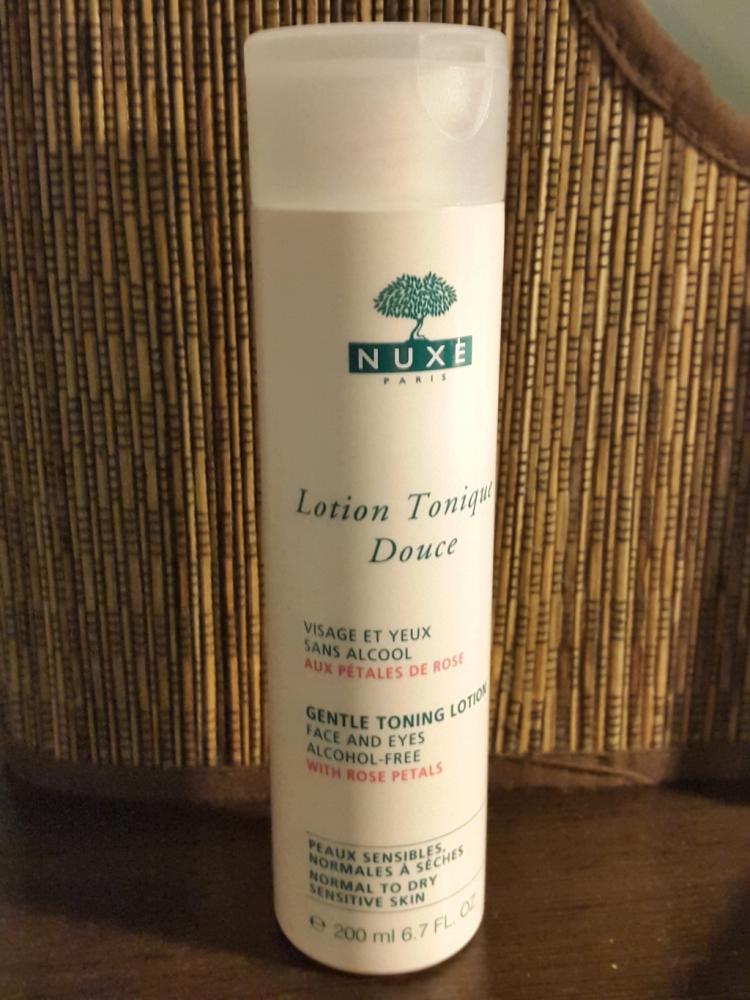 NUXE
PARIS
Lotion Tonique
Douce
VISAGE ET YEUX
SANS ALCOOL
AUX PÉTALES DE ROSE
GENTLE TONING LOTION
FACE AND EYES
ALCOHOL-FREE
WITH ROSE PETALS
PEAUX SENSIBLES,
NORMALES À SÈCHES
NORMAL TO DRY
SENSITIVE SKIN
℮ 200 ml 6.7 FL. OZ